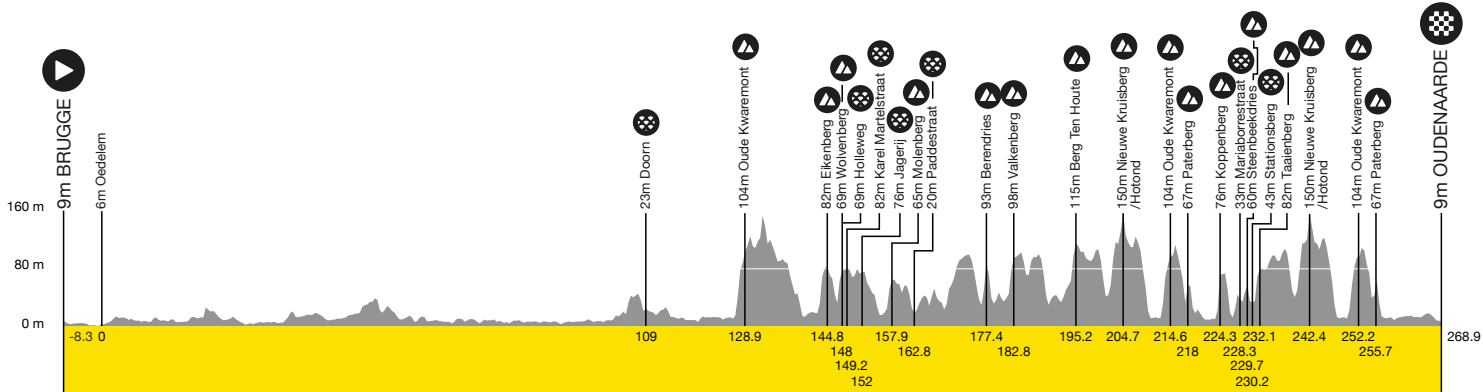 160 m
80 m
0 m
9m BRUGGE
6m Oedelem
23m Doorn
104m Oude Kwaremont
82m Eikenberg
69m Wolvenberg
69m Holleweg
82m Karel Martelstraat
76m Jagerij
65m Molenberg
20m Paddestraat
93m Berendries
98m Valkenberg
115m Berg Ten Houte
150m Nieuwe Kruisberg
/Hotond
104m Oude Kwaremont
67m Paterberg
76m Koppenberg
33m Mariaborrestraat
60m Steenbeekdries
43m Stationsberg
82m Taaienberg
150m Nieuwe Kruisberg
/Hotond
104m Oude Kwaremont
67m Paterberg
9m OUDENAARDE
-8.3 0 109 128.9 144.8 157.9 177.4 195.2 204.7 214.6 224.3 232.1 242.4 252.2 268.9
148 162.8 182.8 218 228.3 255.7
149.2 229.7
152 230.2